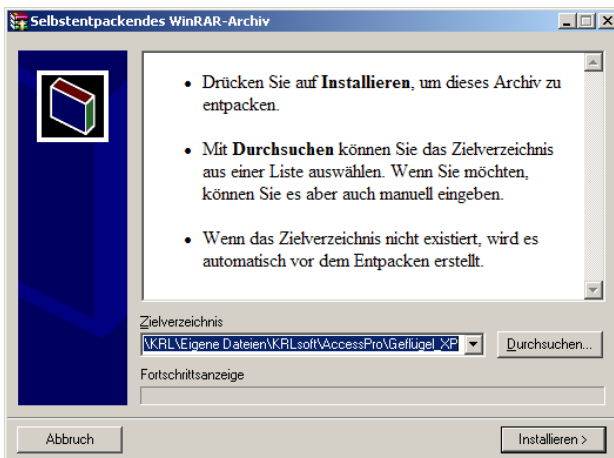 Selbstentpackendes WinRAR-Archiv
• Drücken Sie auf Installieren, um dieses Archiv zu
entpacken.
• Mit Durchsuchen können Sie das Zielverzeichnis
aus einer Liste auswählen. Wenn Sie möchten,
können Sie es aber auch manuell eingeben.
• Wenn das Zielverzeichnis nicht existiert, wird es
automatisch vor dem Entpacken erstellt.
Zielverzeichnis
\KRL\Eigene Dateien\KRLsoft\AccessPro\Geflügel_XP
Durchsuchen...
Fortschrittsanzeige
Abbruch
Installieren >